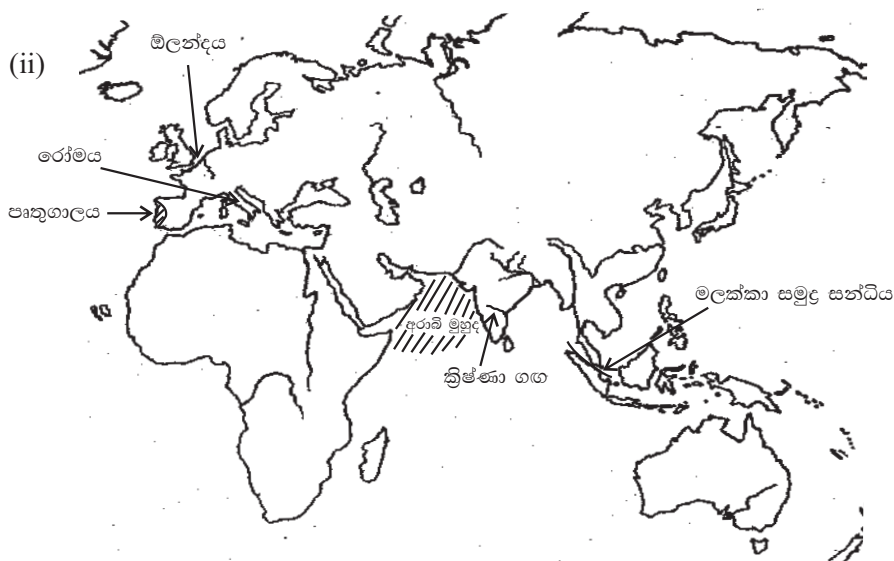 ඕලන්දය
(ii)
රෝමය
පෘතුගාලය
මලක්කා සමුද්‍ර සන්ධිය
අරාබි මුහුද
ක්‍රිෂ්ණා ගඟ